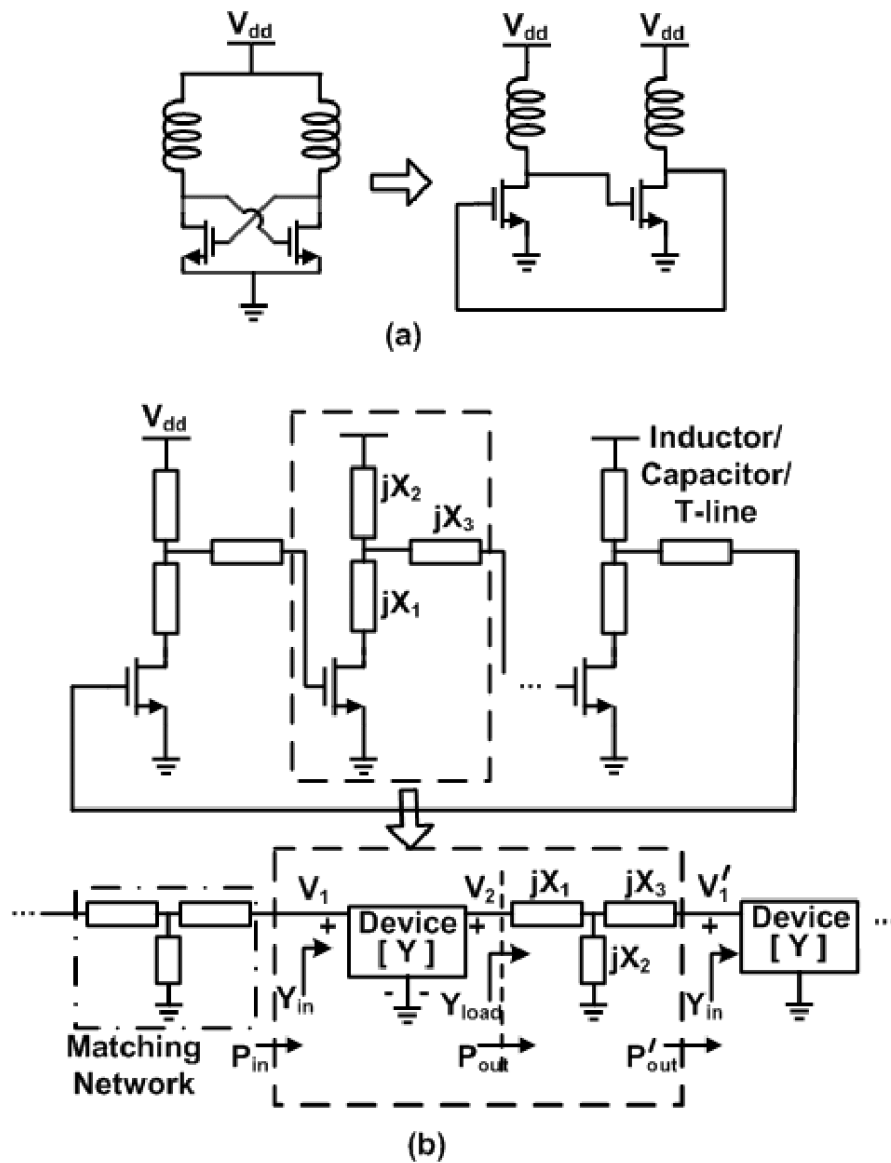 Vdd
Vdd Vdd
(a)
Vdd
jX2
jX3
jX1
Inductor/
Capacitor/
T-line
...
... V1 V2 jX1 jX3 V1′ ...
+ Device + + Device
[ Y ] [ Y ]
jX2
- -
Yin Yload Yin
Matching
Network
Pin Pout P′out
(b)